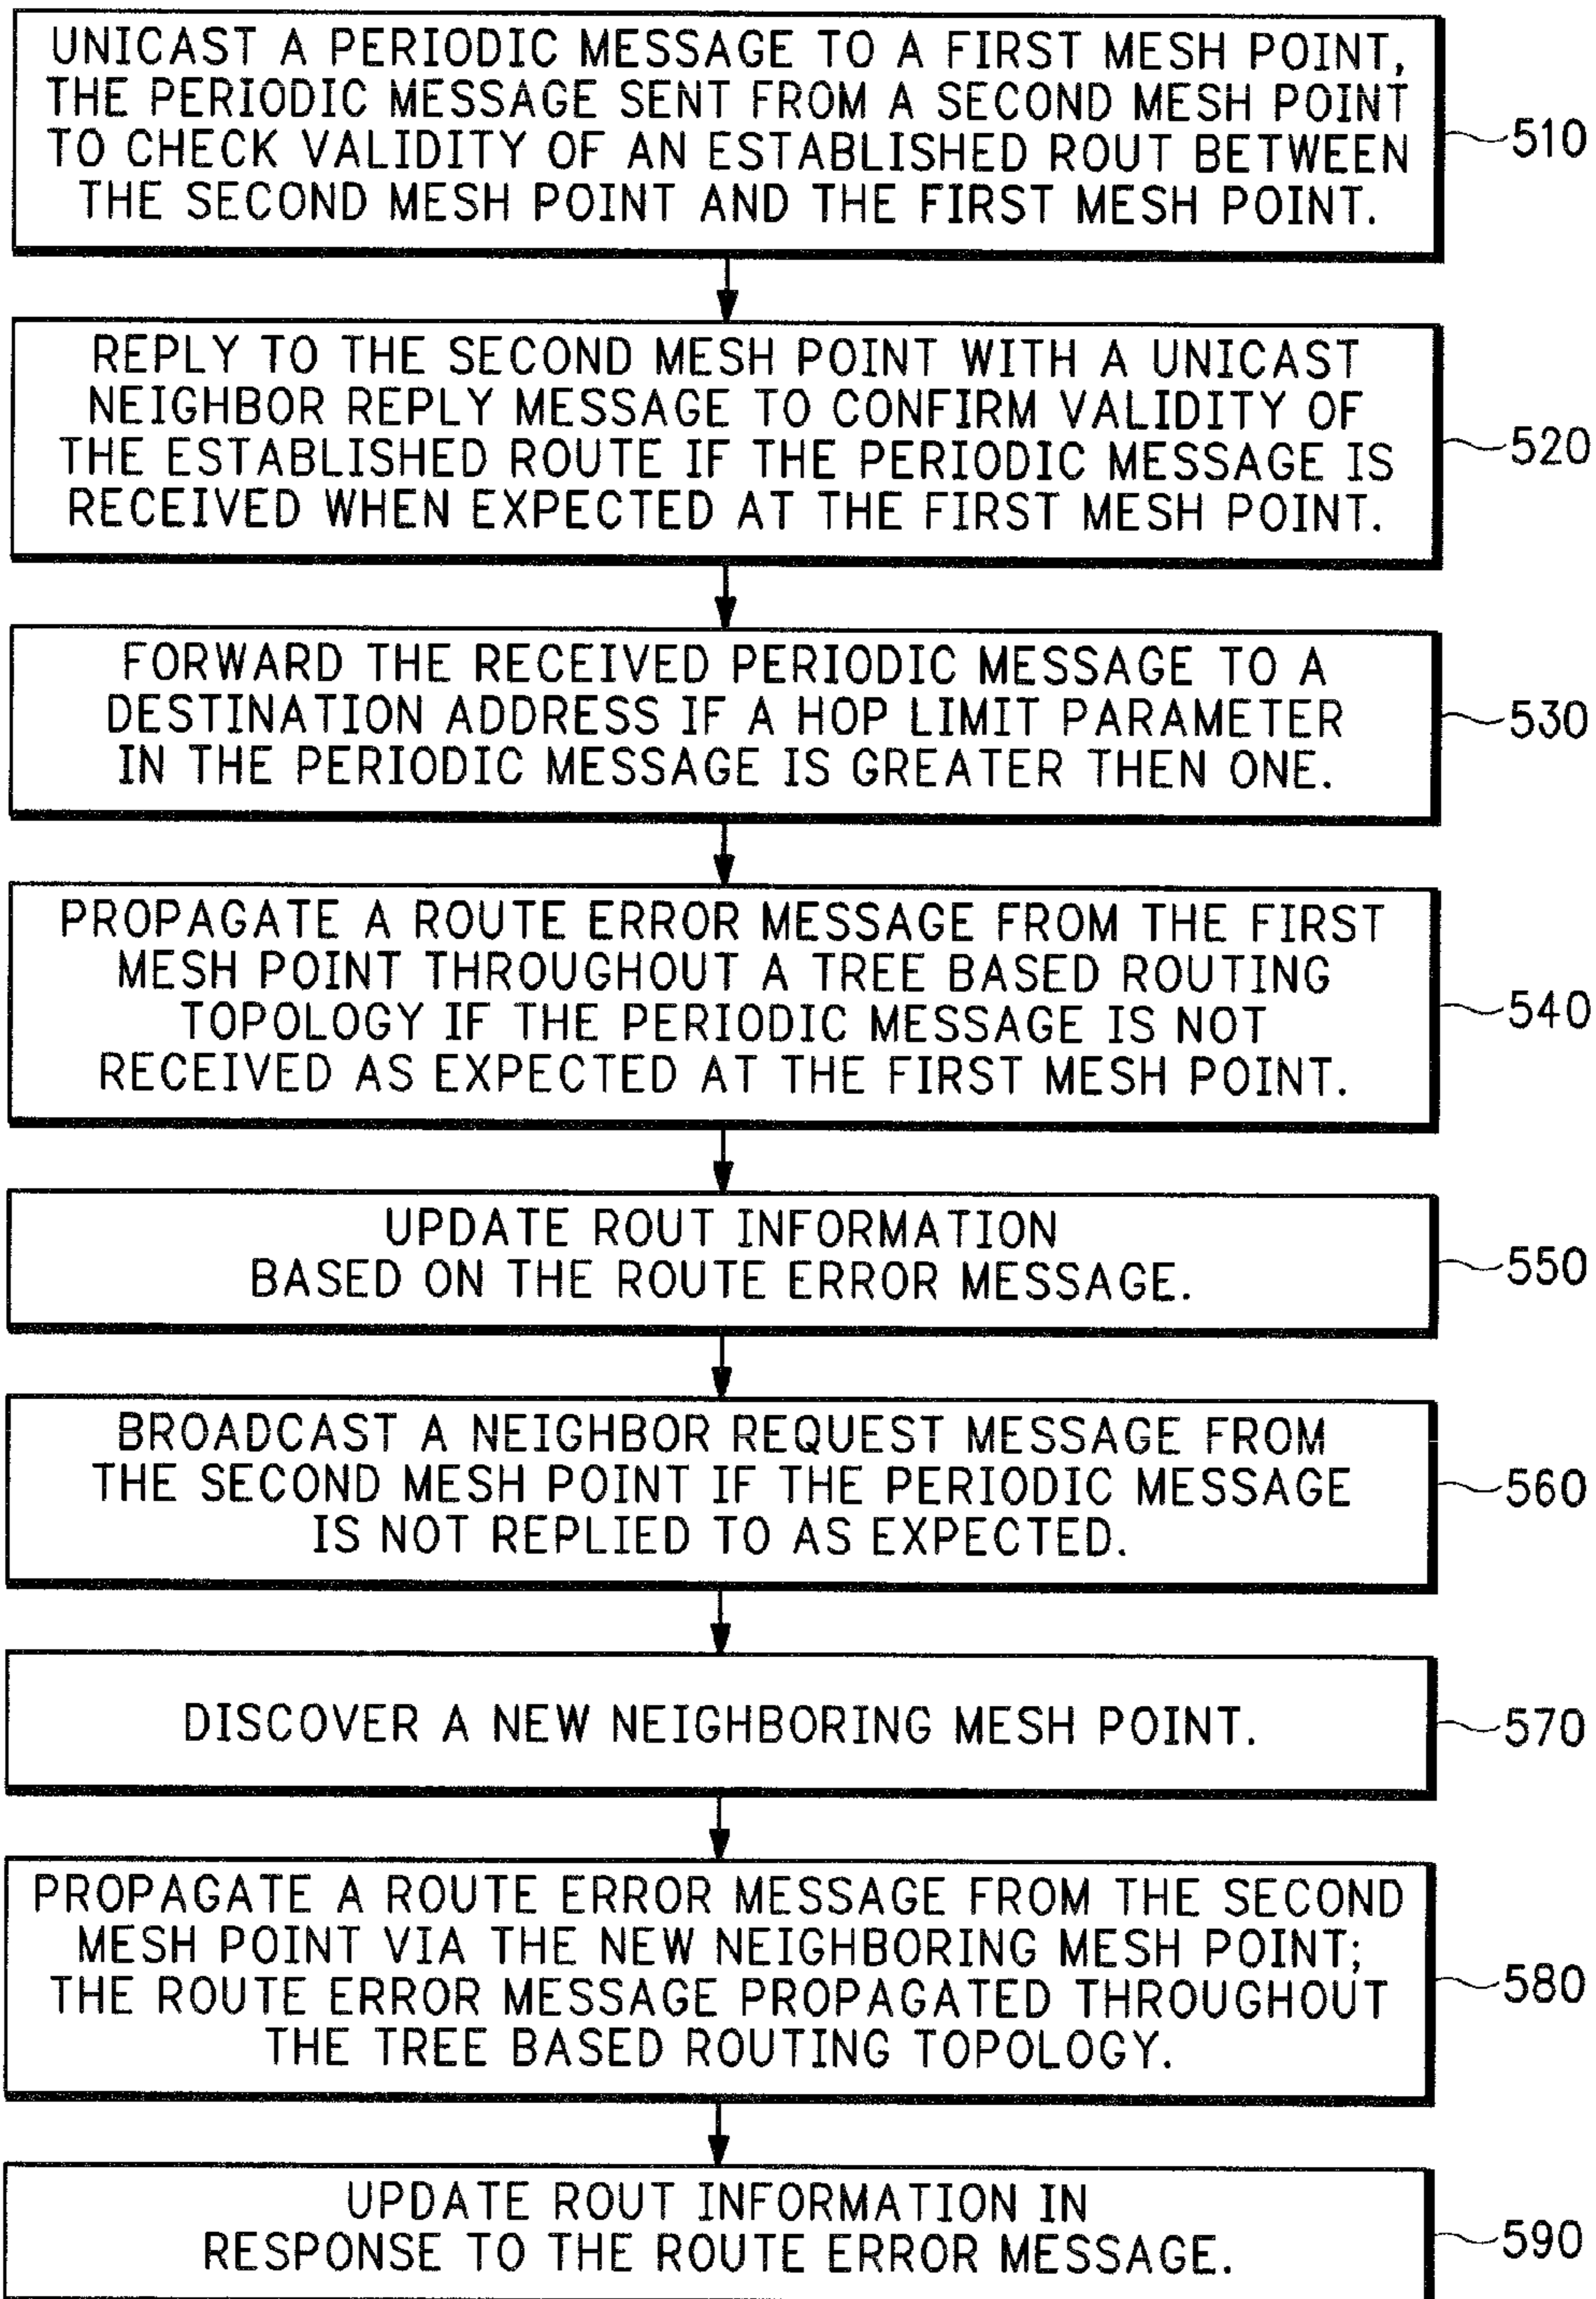 UNICAST A PERIODIC MESSAGE TO A FIRST MESH POINT,
THE PERIODIC MESSAGE SENT FROM A SECOND MESH POINT
TO CHECK VALIDITY OF AN ESTABLISHED ROUT BETWEEN
THE SECOND MESH POINT AND THE FIRST MESH POINT.
510
REPLY TO THE SECOND MESH POINT WITH A UNICAST
NEIGHBOR REPLY MESSAGE TO CONFIRM VALIDITY OF
THE ESTABLISHED ROUTE IF THE PERIODIC MESSAGE IS
RECEIVED WHEN EXPECTED AT THE FIRST MESH POINT.
520
FORWARD THE RECEIVED PERIODIC MESSAGE TO A
DESTINATION ADDRESS IF A HOP LIMIT PARAMETER
IN THE PERIODIC MESSAGE IS GREATER THEN ONE.
530
PROPAGATE A ROUTE ERROR MESSAGE FROM THE FIRST
MESH POINT THROUGHOUT A TREE BASED ROUTING
TOPOLOGY IF THE PERIODIC MESSAGE IS NOT
RECEIVED AS EXPECTED AT THE FIRST MESH POINT.
540
UPDATE ROUT INFORMATION
BASED ON THE ROUTE ERROR MESSAGE.
550
BROADCAST A NEIGHBOR REQUEST MESSAGE FROM
THE SECOND MESH POINT IF THE PERIODIC MESSAGE
IS NOT REPLIED TO AS EXPECTED.
560
DISCOVER A NEW NEIGHBORING MESH POINT.
570
PROPAGATE A ROUTE ERROR MESSAGE FROM THE SECOND
MESH POINT VIA THE NEW NEIGHBORING MESH POINT;
THE ROUTE ERROR MESSAGE PROPAGATED THROUGHOUT
THE TREE BASED ROUTING TOPOLOGY.
580
UPDATE ROUT INFORMATION IN
RESPONSE TO THE ROUTE ERROR MESSAGE.
590